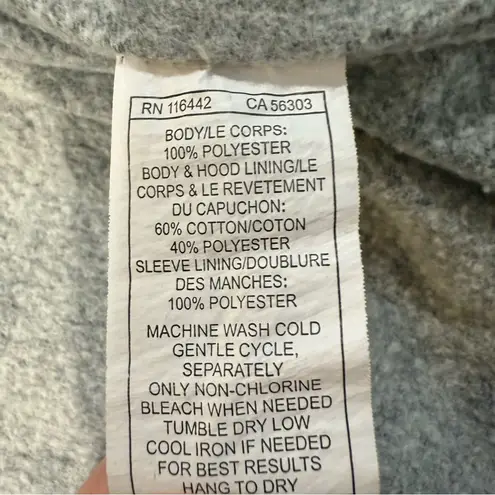 RN 116442 CA 56303
BODY/LE CORPS:
100% POLYESTER
BODY & HOOD LINING/LE
CORPS & LE REVETEMENT
DU CAPUCHON:
60% COTTON/COTON
40% POLYESTER
SLEEVE LINING/DOUBLURE
DES MANCHES:
100% POLYESTER
MACHINE WASH COLD
GENTLE CYCLE,
SEPARATELY
ONLY NON-CHLORINE
BLEACH WHEN NEEDED
TUMBLE DRY LOW
COOL IRON IF NEEDED
FOR BEST RESULTS
HANG TO DRY